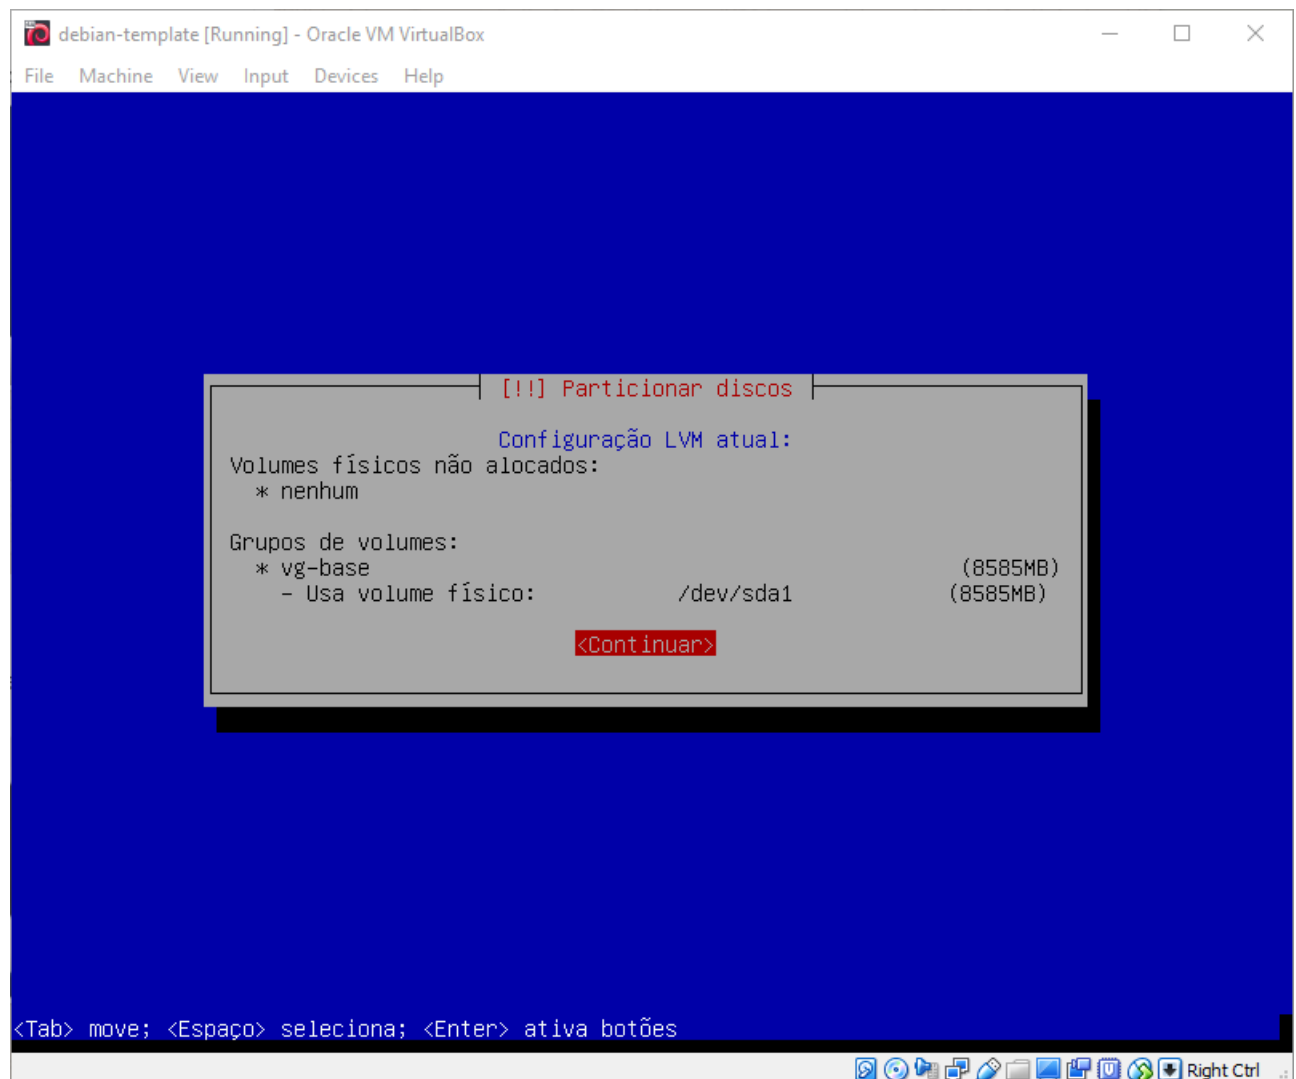 debian-template [Running] - Oracle VM VirtualBox
File Machine View Input Devices Help
[!!] Particionar discos
Configuração LVM atual:
Volumes físicos não alocados:
* nenhum
Grupos de volumes:
* vg-base (8585MB)
- Usa volume físico: /dev/sda1 (8585MB)
<Continuar>
<Tab> move; <Espaço> seleciona; <Enter> ativa botões
Right Ctrl